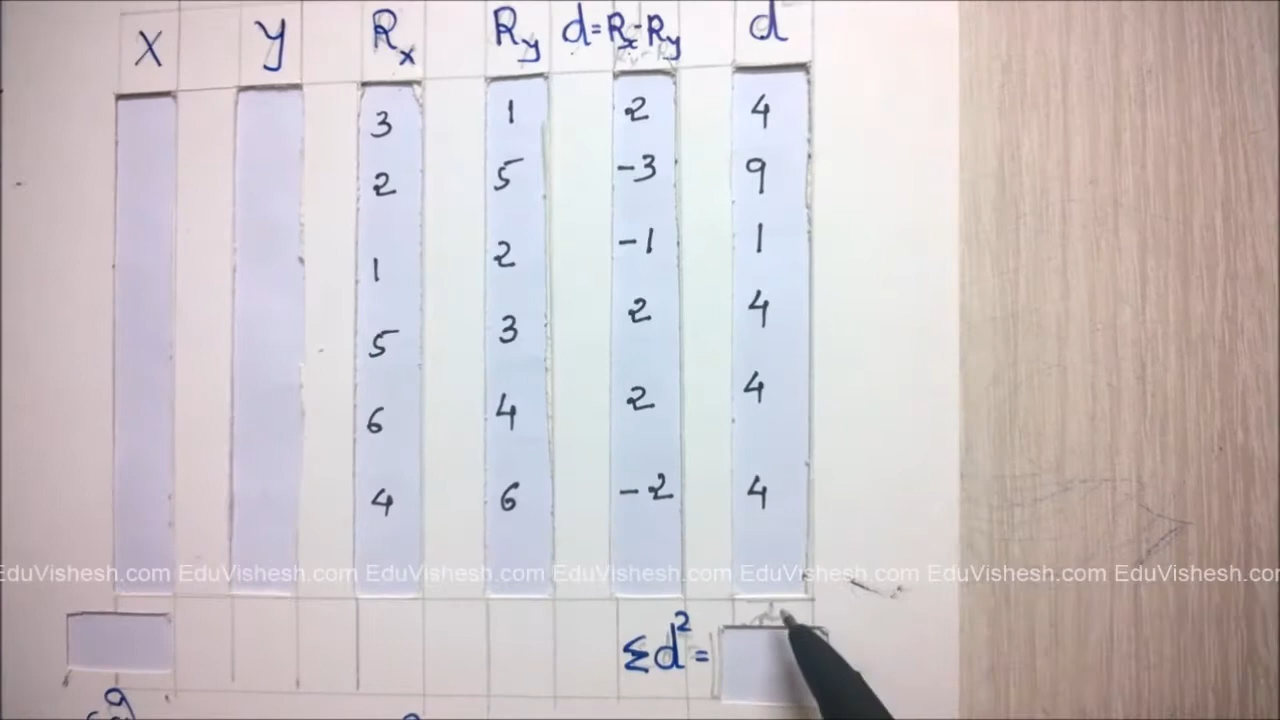 X Y Rx Ry d=Rx-Ry d
3 1 2 4
2 5 -3 9
1 2 -1 1
5 3 2 4
6 4 2 4
4 6 -2 4
EduVishesh.com EduVishesh.com EduVishesh.com EduVishesh.com EduVishesh.com EduVishesh.com EduVishesh.com
Σd²=